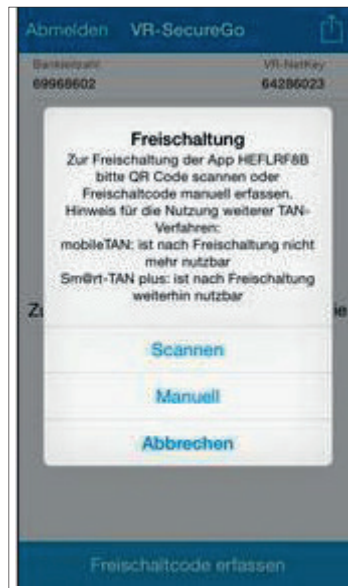 Abmelden VR-SecureGo
Bankleitzahl VR-NetKey
69968602 64286023
Freischaltung
Zur Freischaltung der App HEFLRF8B
bitte QR Code scannen oder
Freischaltcode manuell erfassen.
Hinweis für die Nutzung weiterer TAN-
Verfahren:
mobileTAN: ist nach Freischaltung nicht
mehr nutzbar
Sm@rt-TAN plus: ist nach Freischaltung
weiterhin nutzbar
Scannen
Manuell
Abbrechen
Freischaltcode erfassen